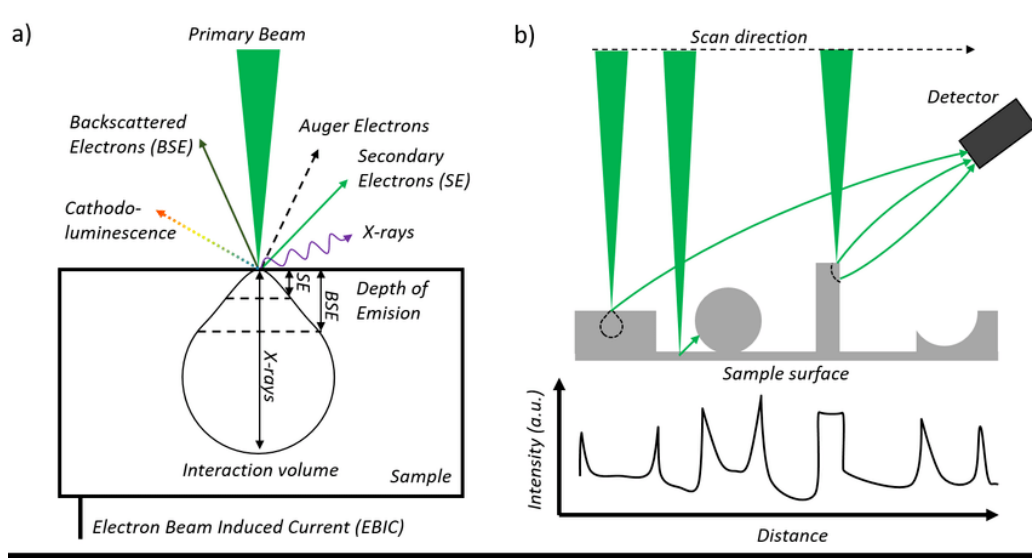 a)
Primary Beam
Backscattered
Electrons (BSE)
Auger Electrons
Secondary
Electrons (SE)
Cathodo-
luminescence
X-rays
SE
BSE
Depth of
Emision
X-rays
Interaction volume
Sample
Electron Beam Induced Current (EBIC)
b)
Scan direction
Detector
Sample surface
Intensity (a.u.)
Distance